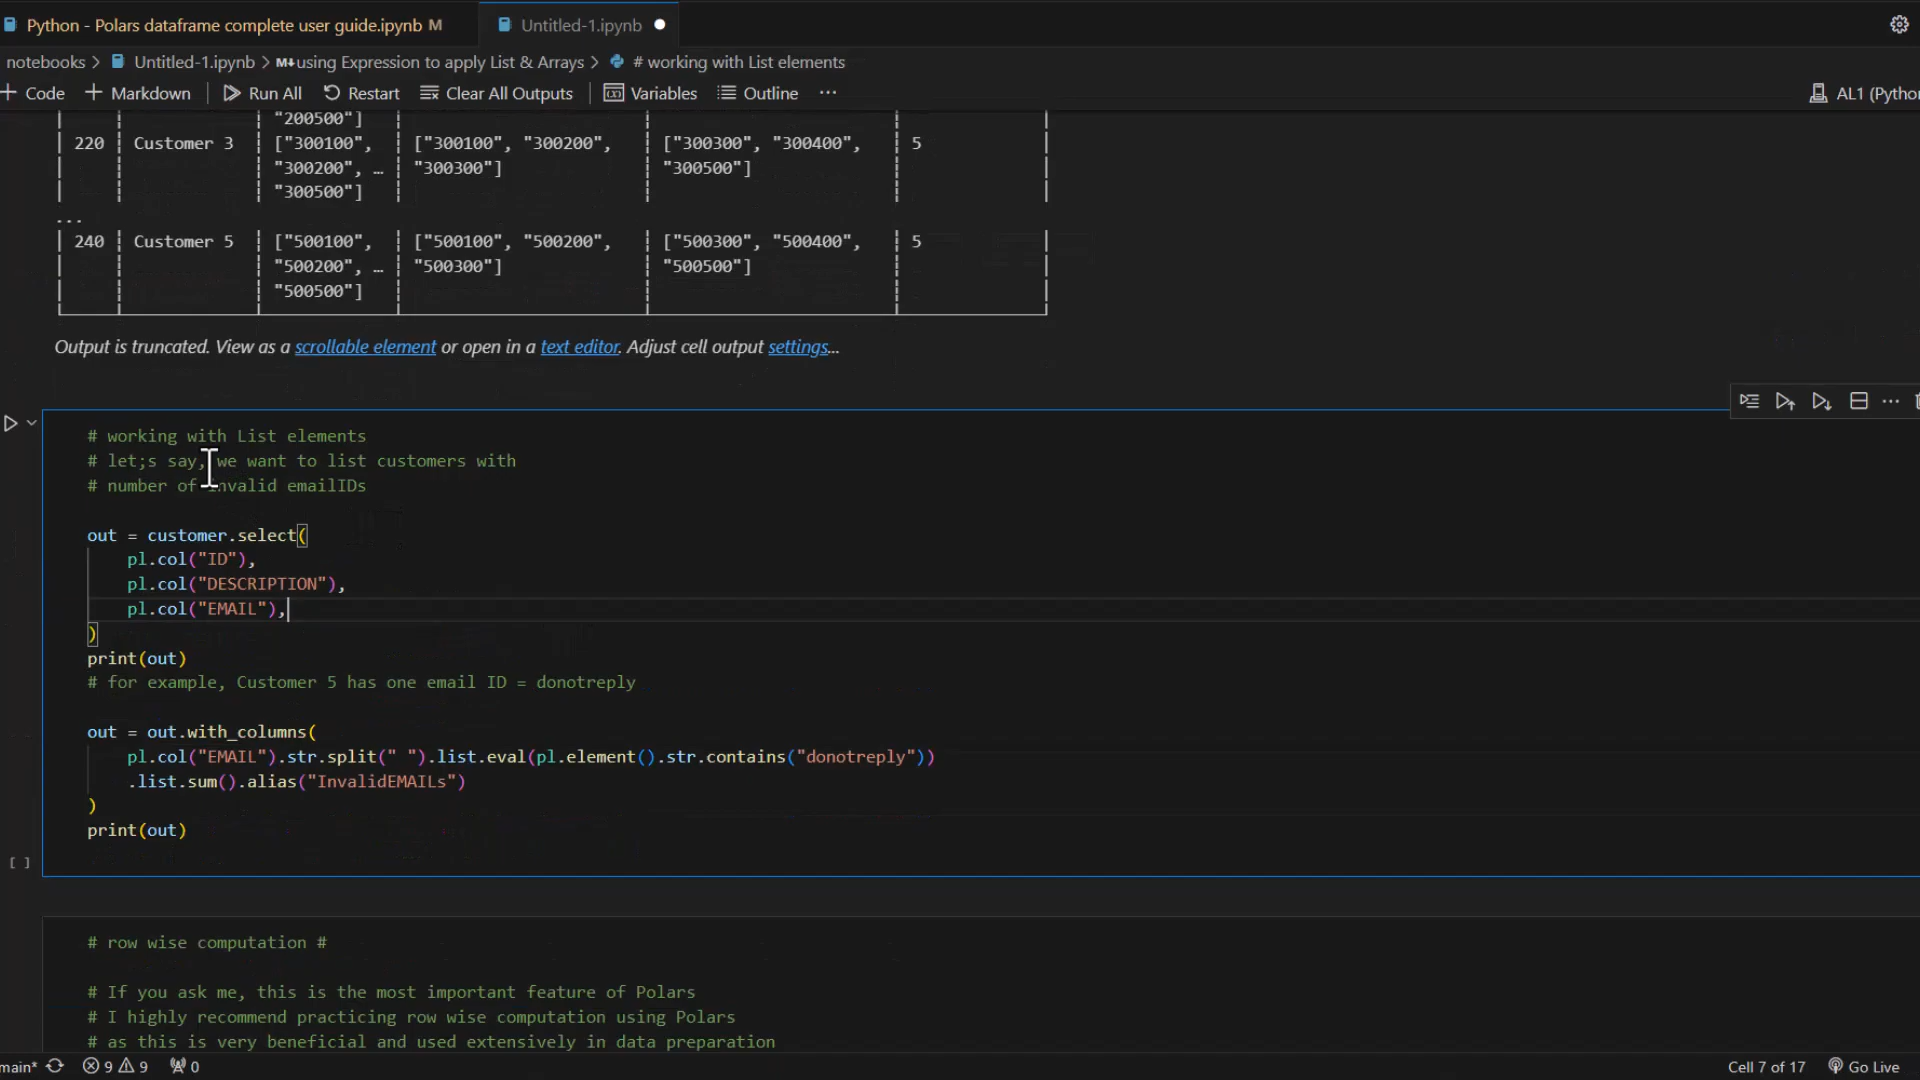 Python - Polars dataframe complete user guide.ipynb M
Untitled-1.ipynb
notebooks > Untitled-1.ipynb > M↓using Expression to apply List & Arrays > # working with List elements
+ Code + Markdown Run All Restart Clear All Outputs Variables Outline ... AL1 (Pytho
"200500"]
220 Customer 3 ["300100", ["300100", "300200", ["300300", "300400", 5
"300200", … "300300"] "300500"]
"300500"]
...
240 Customer 5 ["500100", ["500100", "500200", ["500300", "500400", 5
"500200", … "500300"] "500500"]
"500500"]
Output is truncated. View as a scrollable element or open in a text editor. Adjust cell output settings...
# working with List elements
# let;s say, we want to list customers with
# number of invalid emailIDs
out = customer.select(
pl.col("ID"),
pl.col("DESCRIPTION"),
pl.col("EMAIL"),
)
print(out)
# for example, Customer 5 has one email ID = donotreply
out = out.with_columns(
pl.col("EMAIL").str.split(" ").list.eval(pl.element().str.contains("donotreply"))
.list.sum().alias("InvalidEMAILs")
)
print(out)
[ ]
# row wise computation #
# If you ask me, this is the most important feature of Polars
# I highly recommend practicing row wise computation using Polars
# as this is very beneficial and used extensively in data preparation
main* 9 9 0 Cell 7 of 17 Go Live